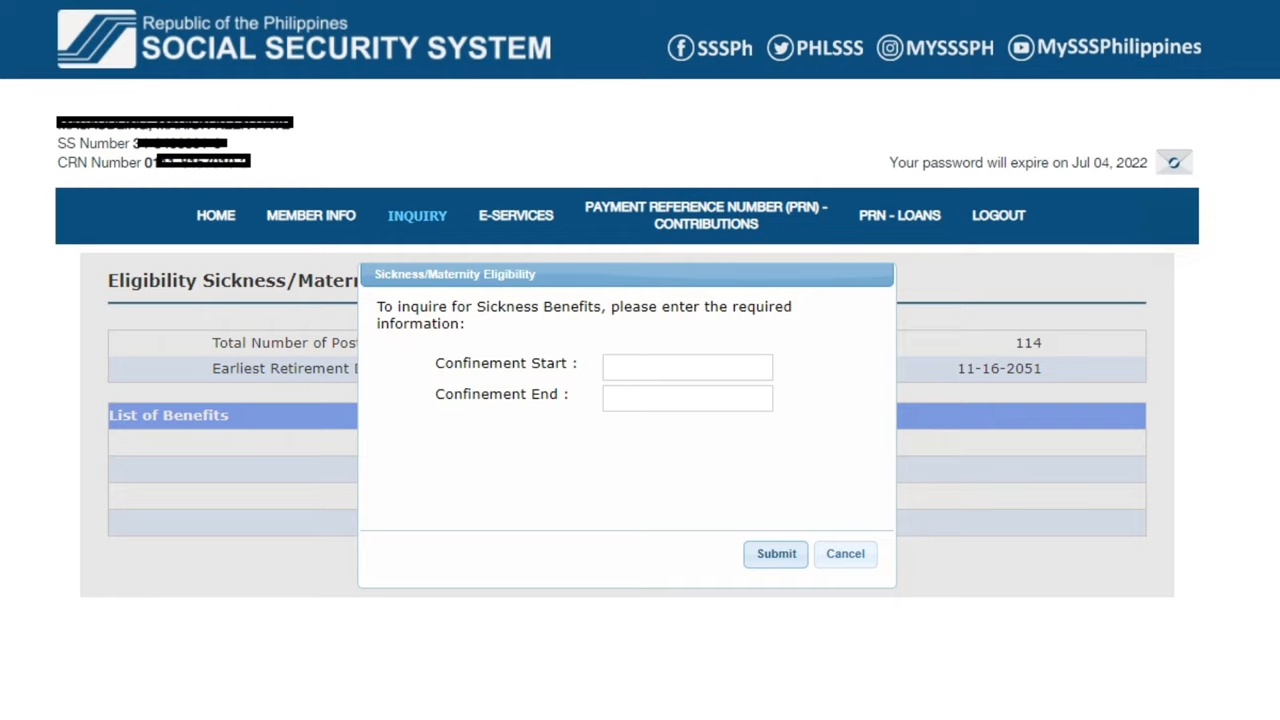 Republic of the Philippines
SOCIAL SECURITY SYSTEM
SSSPh PHLSSS MYSSSPH MySSSPhilippines
SS Number
CRN Number
Your password will expire on Jul 04, 2022
HOME MEMBER INFO INQUIRY E-SERVICES PAYMENT REFERENCE NUMBER (PRN) - CONTRIBUTIONS PRN - LOANS LOGOUT
Eligibility Sickness/Matern
Sickness/Maternity Eligibility
To inquire for Sickness Benefits, please enter the required
information:
Total Number of Pos 114
Confinement Start :
Earliest Retirement 11-16-2051
Confinement End :
List of Benefits
Submit Cancel